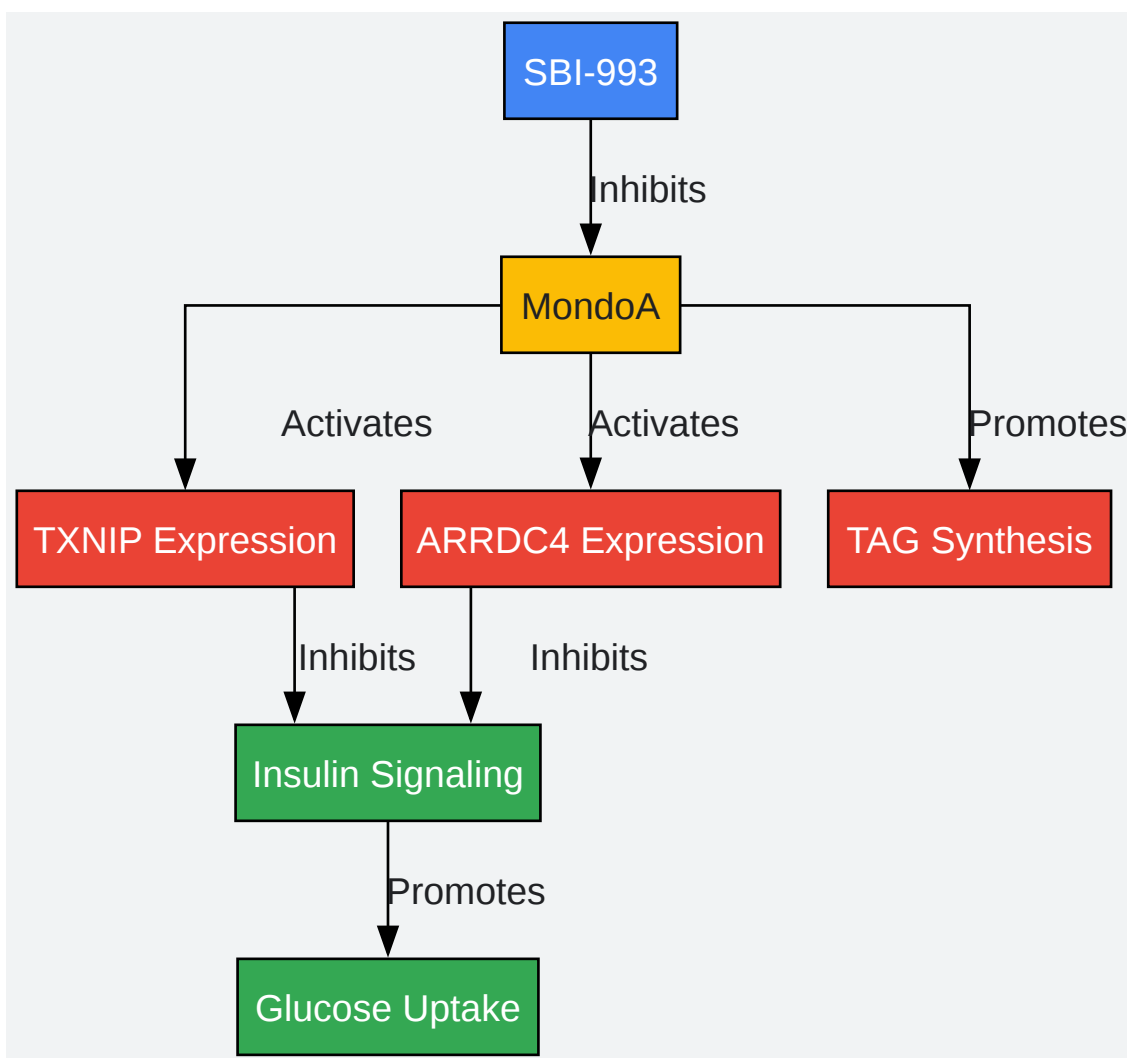 SBI-993
Inhibits
MondoA
Activates
Activates
Promotes
TXNIP Expression
ARRDC4 Expression
TAG Synthesis
Inhibits
Inhibits
Insulin Signaling
Promotes
Glucose Uptake